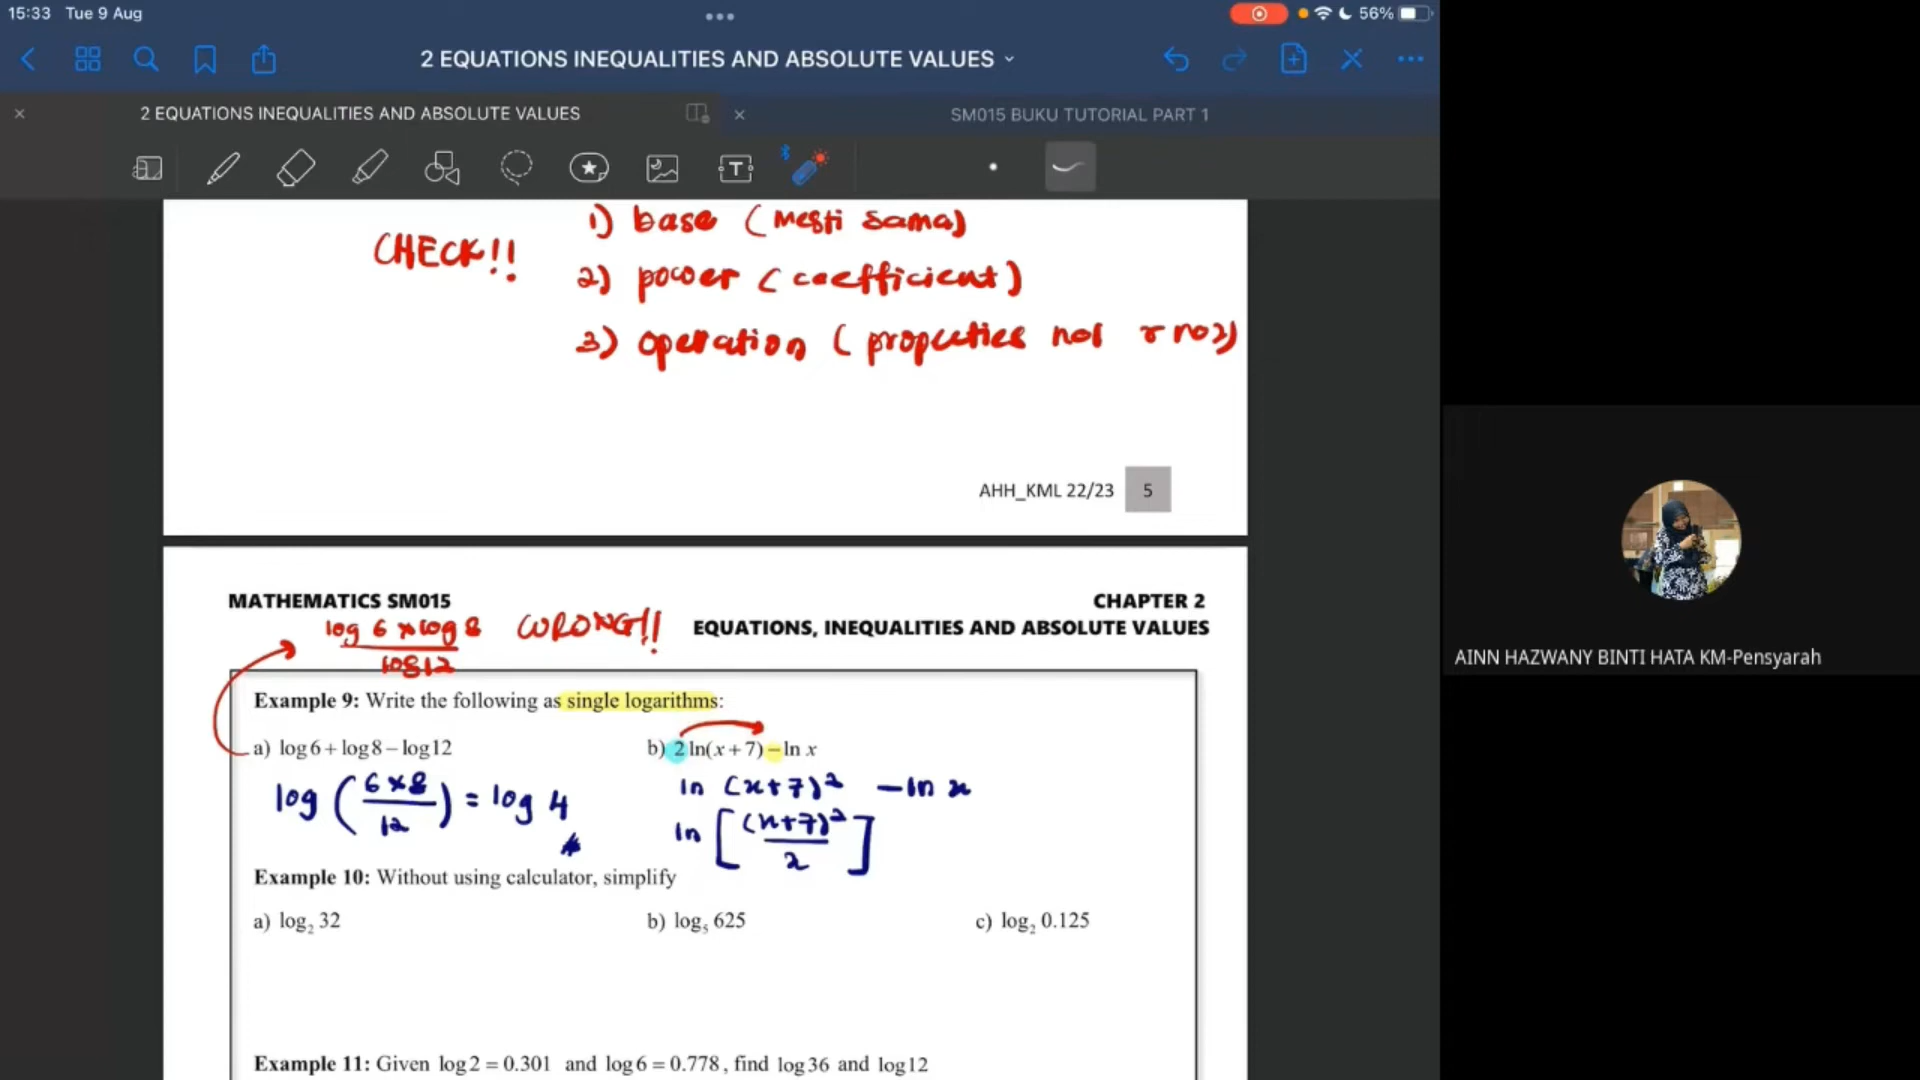 15:33 Tue 9 Aug
56%
2 EQUATIONS INEQUALITIES AND ABSOLUTE VALUES
2 EQUATIONS INEQUALITIES AND ABSOLUTE VALUES
SM015 BUKU TUTORIAL PART 1
CHECK!!
1) base (mesti sama)
2) power (coefficient)
3) operation (properties no1 & no2)
AHH_KML 22/23 5
MATHEMATICS SM015 CHAPTER 2
EQUATIONS, INEQUALITIES AND ABSOLUTE VALUES
log 6 × log 8 / log 12 WRONG!!
Example 9: Write the following as single logarithms:
a) log 6 + log 8 − log 12 b) 2 ln(x + 7) − ln x
log (6 × 8 / 12) = log 4
ln (x + 7)² − ln x
ln [(x + 7)² / x]
Example 10: Without using calculator, simplify
a) log₂ 32 b) log₅ 625 c) log₂ 0.125
Example 11: Given log 2 = 0.301 and log 6 = 0.778, find log 36 and log 12
AINN HAZWANY BINTI HATA KM-Pensyarah